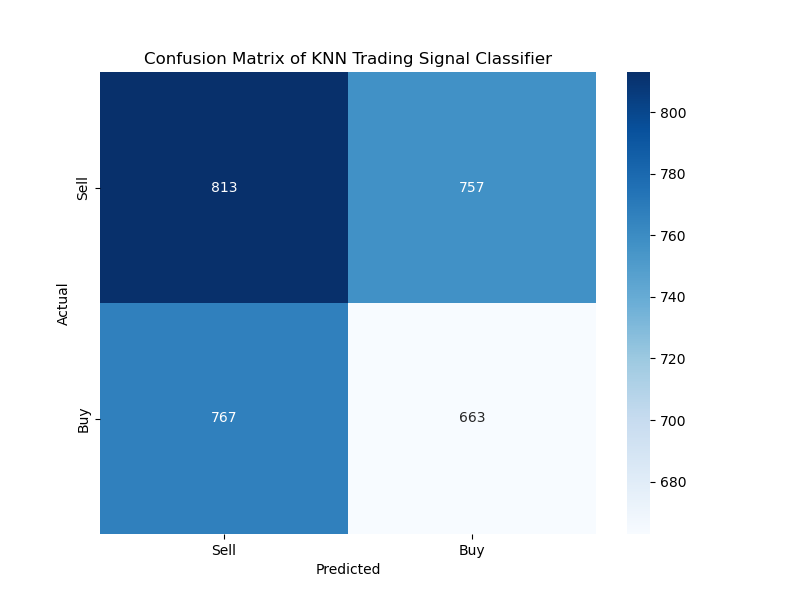 Confusion Matrix of KNN Trading Signal Classifier
Actual
Sell
Buy
813
757
767
663
Sell
Buy
Predicted
800
780
760
740
720
700
680